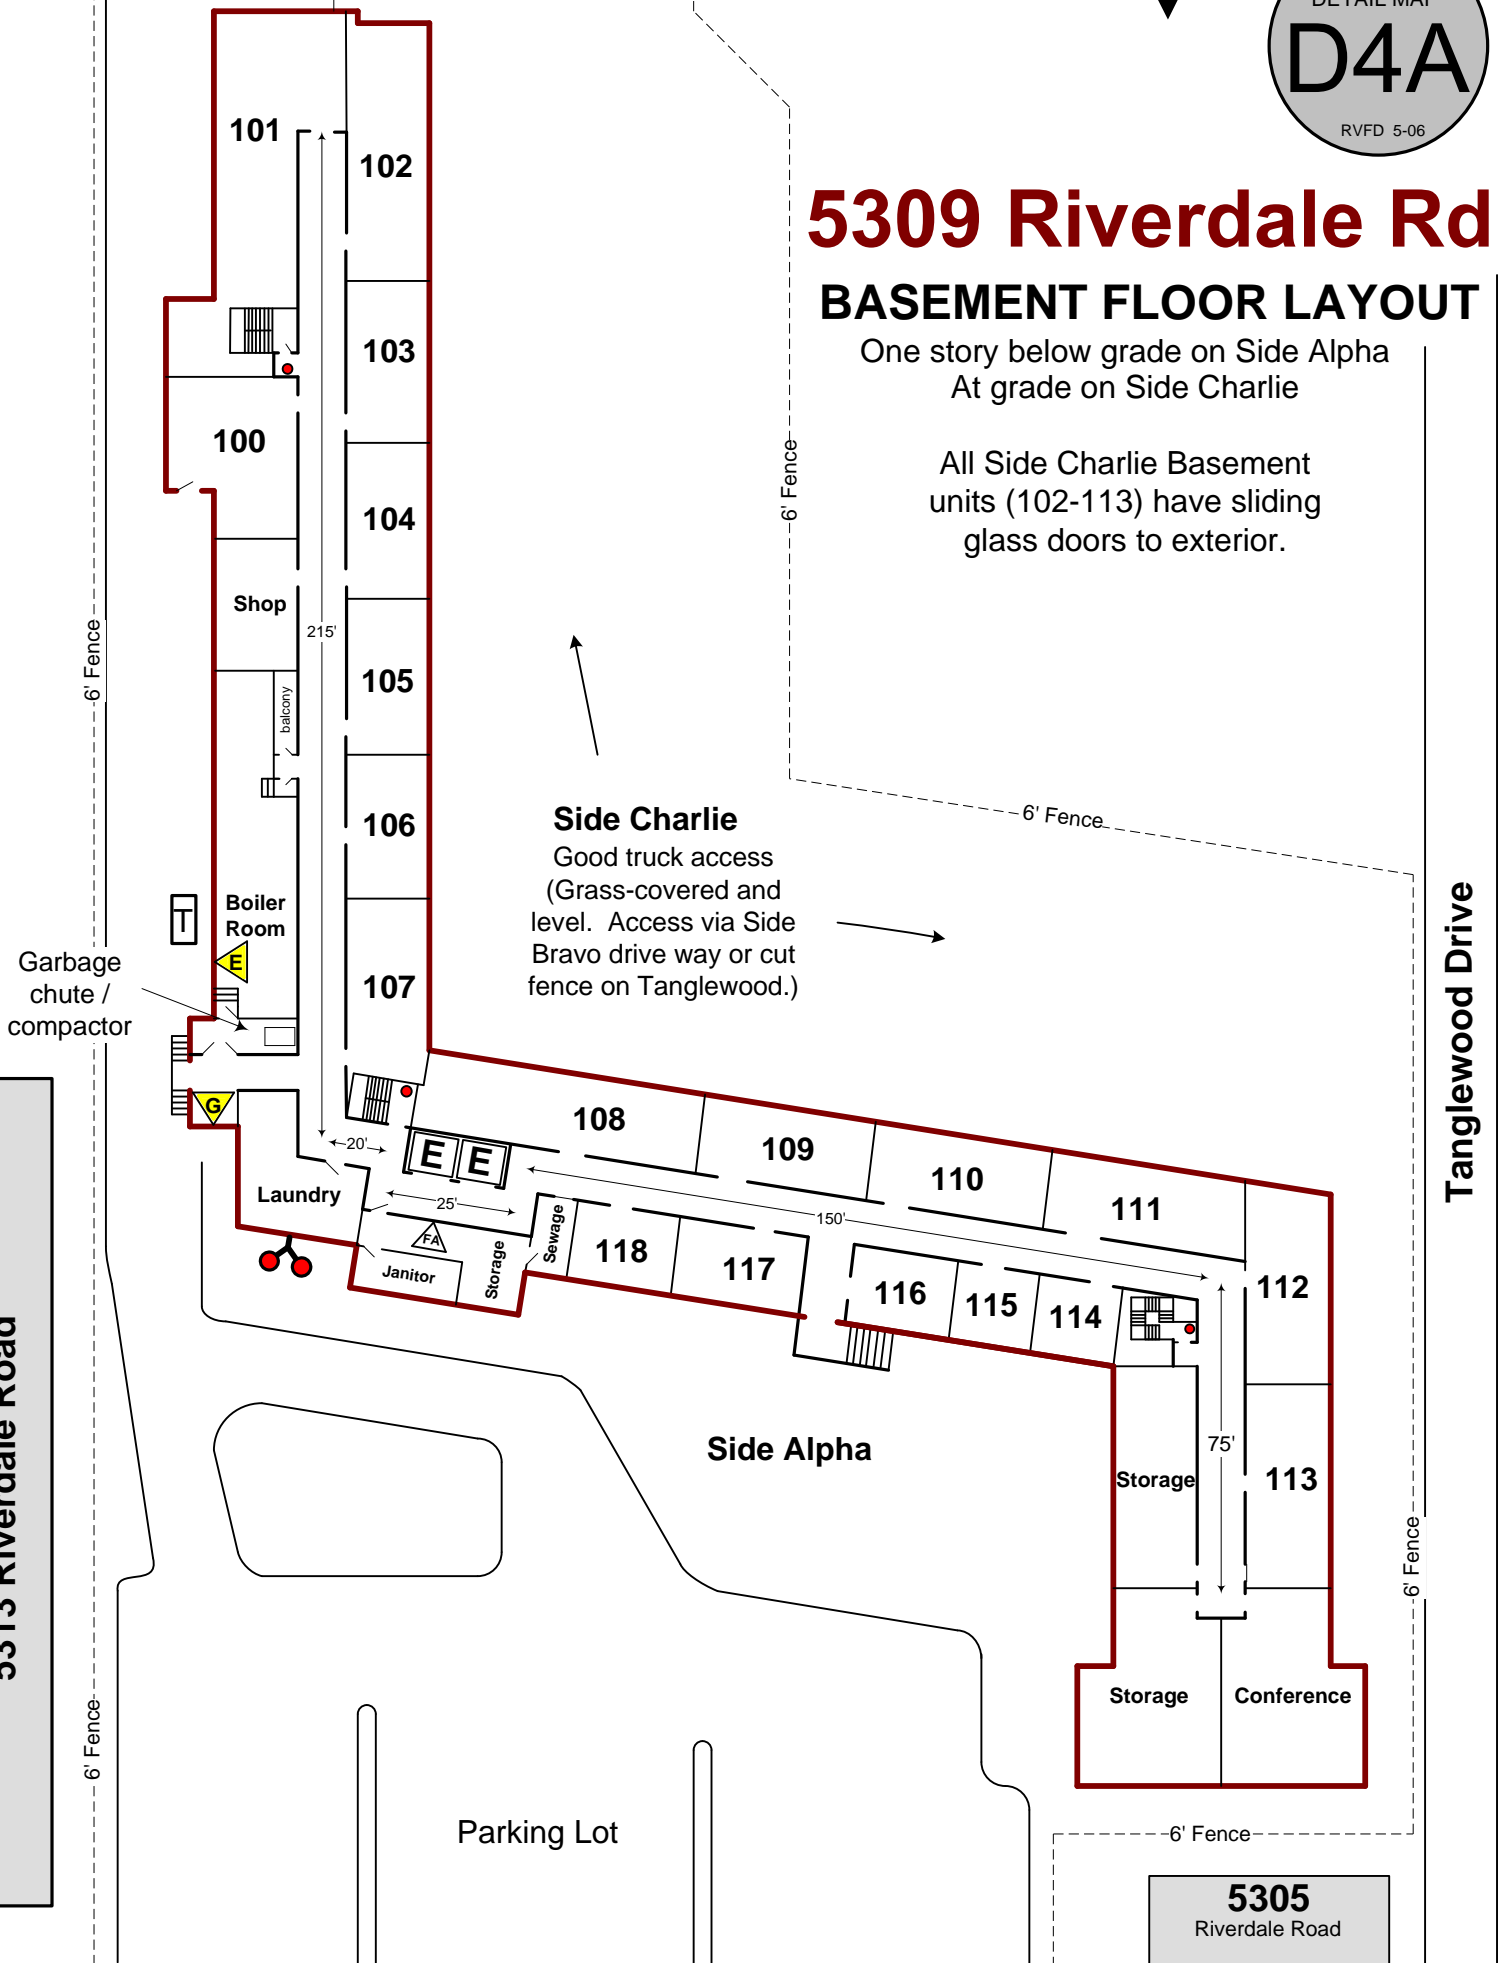 DETAIL MAP
D4A
RVFD 5-06
5309 Riverdale Rd
BASEMENT FLOOR LAYOUT
One story below grade on Side Alpha
At grade on Side Charlie
All Side Charlie Basement
units (102-113) have sliding
glass doors to exterior.
101
102
103
100
104
Shop
215'
105
balcony
106
Boiler
Room
T
E
107
Garbage
chute /
compactor
G
6' Fence
6' Fence
6' Fence
Side Charlie
Good truck access
(Grass-covered and
level. Access via Side
Bravo drive way or cut
fence on Tanglewood.)
Tanglewood Drive
108
109
110
111
112
20'
E E
25'
150'
Laundry
FA
Janitor
Storage
Sewage
118
117
116
115
114
75'
113
Storage
Side Alpha
Storage
Conference
6' Fence
6' Fence
6' Fence
5313 Riverdale Road
Parking Lot
5305
Riverdale Road